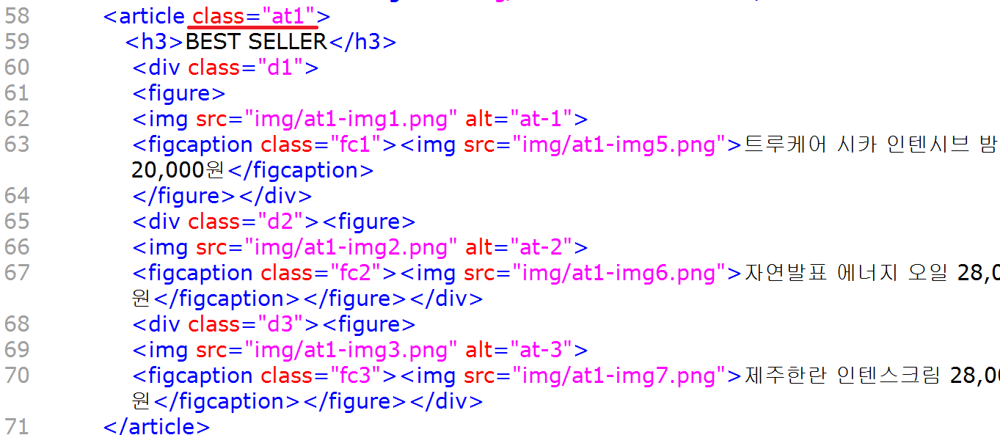 58 <article class="at1">
59 <h3>BEST SELLER</h3>
60 <div class="d1">
61 <figure>
62 <img src="img/at1-img1.png" alt="at-1">
63 <figcaption class="fc1"><img src="img/at1-img5.png">트루케어 시카 인텐시브 밤
20,000원</figcaption>
64 </figure></div>
65 <div class="d2"><figure>
66 <img src="img/at1-img2.png" alt="at-2">
67 <figcaption class="fc2"><img src="img/at1-img6.png">자연발표 에너지 오일 28,0
원</figcaption></figure></div>
68 <div class="d3"><figure>
69 <img src="img/at1-img3.png" alt="at-3">
70 <figcaption class="fc3"><img src="img/at1-img7.png">제주한란 인텐스크림 28,00
원</figcaption></figure></div>
71 </article>